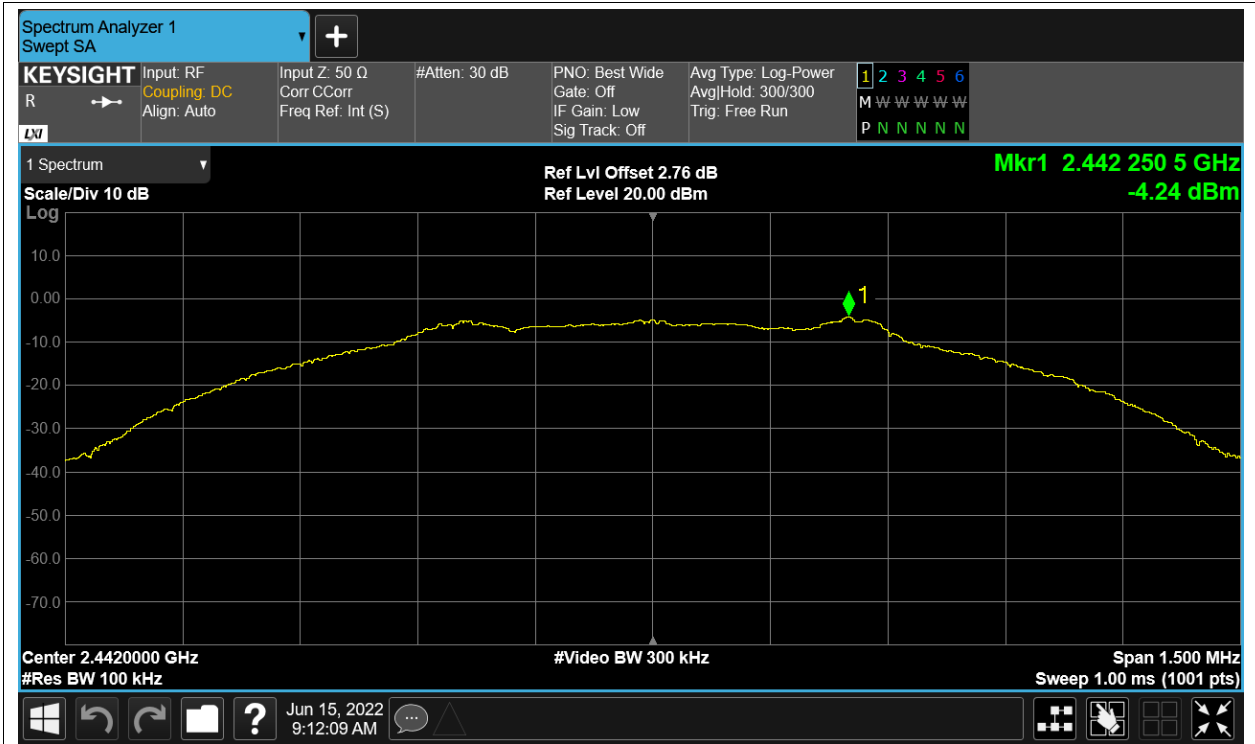 Spectrum Analyzer 1
Swept SA
KEYSIGHT
R
LXI
Input: RF
Coupling: DC
Align: Auto
Input Z: 50 Ω
Corr CCorr
Freq Ref: Int (S)
#Atten: 30 dB
PNO: Best Wide
Gate: Off
IF Gain: Low
Sig Track: Off
Avg Type: Log-Power
Avg|Hold: 300/300
Trig: Free Run
1 2 3 4 5 6
M W W W W W
P N N N N N
1 Spectrum
Scale/Div 10 dB
Log
Ref Lvl Offset 2.76 dB
Ref Level 20.00 dBm
Mkr1 2.442 250 5 GHz
-4.24 dBm
10.0
0.00
1
-10.0
-20.0
-30.0
-40.0
-50.0
-60.0
-70.0
Center 2.4420000 GHz
#Res BW 100 kHz
#Video BW 300 kHz
Span 1.500 MHz
Sweep 1.00 ms (1001 pts)
?
Jun 15, 2022
9:12:09 AM